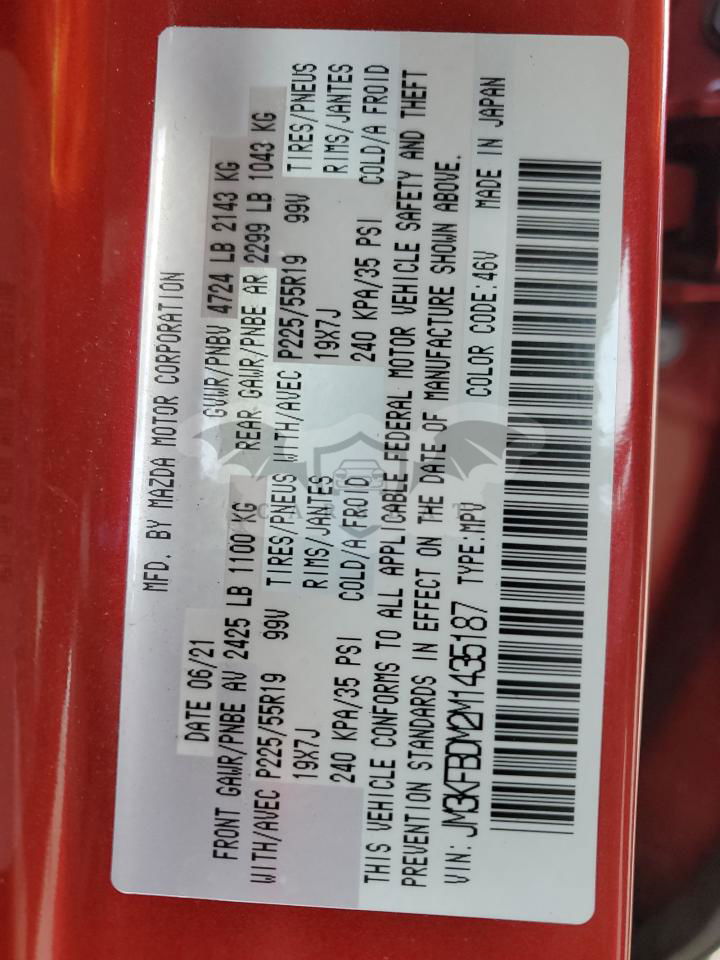 MFD. BY MAZDA MOTOR CORPORATION
DATE 06/21 GVWR/PNBV 4724 LB 2143 KG
FRONT GAWR/PNBE AV 2425 LB 1100 KG REAR GAWR/PNBE AR 2299 LB 1043 KG
WITH/AVEC P225/55R19 99V TIRES/PNEUS WITH/AVEC P225/55R19 99V TIRES/PNEUS
19X7J RIMS/JANTES 19X7J RIMS/JANTES
240 KPA/35 PSI COLD/A FROID 240 KPA/35 PSI COLD/A FROID
THIS VEHICLE CONFORMS TO ALL APPLICABLE FEDERAL MOTOR VEHICLE SAFETY AND THEFT
PREVENTION STANDARDS IN EFFECT ON THE DATE OF MANUFACTURE SHOWN ABOVE.
VIN: JM3KFBDM2M1435187 TYPE:MPV COLOR CODE:46V MADE IN JAPAN